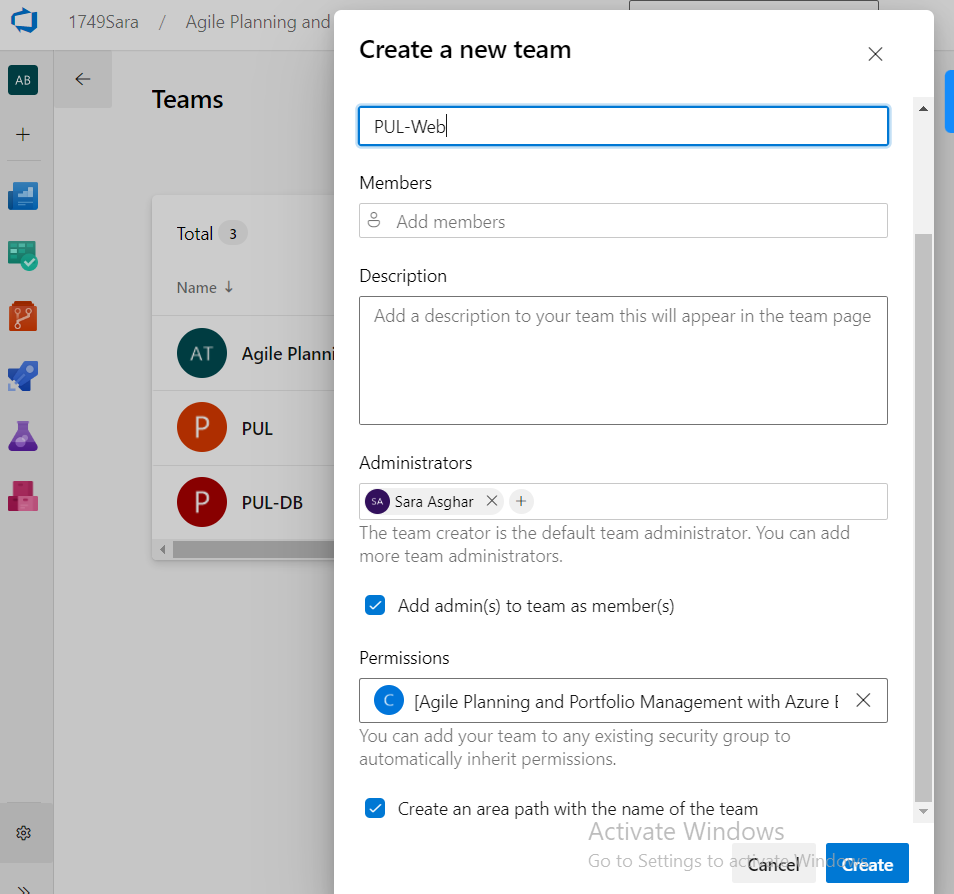 1749Sara / Agile Planning and
AB
Teams
Total 3
Name ↓
AT Agile Planni
P PUL
P PUL-DB
Create a new team
PUL-Web
Members
Add members
Description
Add a description to your team this will appear in the team page
Administrators
SA Sara Asghar
The team creator is the default team administrator. You can add
more team administrators.
Add admin(s) to team as member(s)
Permissions
C [Agile Planning and Portfolio Management with Azure
You can add your team to any existing security group to
automatically inherit permissions.
Create an area path with the name of the team
Activate Windows
Go to Settings to activate Windows.
Cancel Create